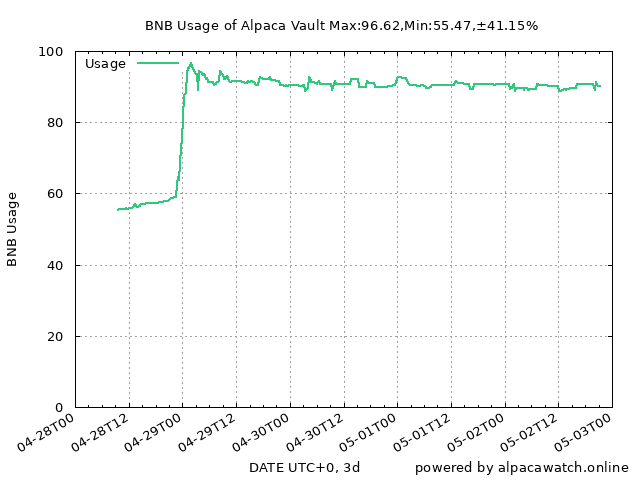 BNB Usage of Alpaca Vault Max:96.62,Min:55.47,±41.15%
Usage
100
80
60
40
20
0
BNB Usage
04-28T00
04-28T12
04-29T00
04-29T12
04-30T00
04-30T12
05-01T00
05-01T12
05-02T00
05-02T12
05-03T00
DATE UTC+0, 3d
powered by alpacawatch.online